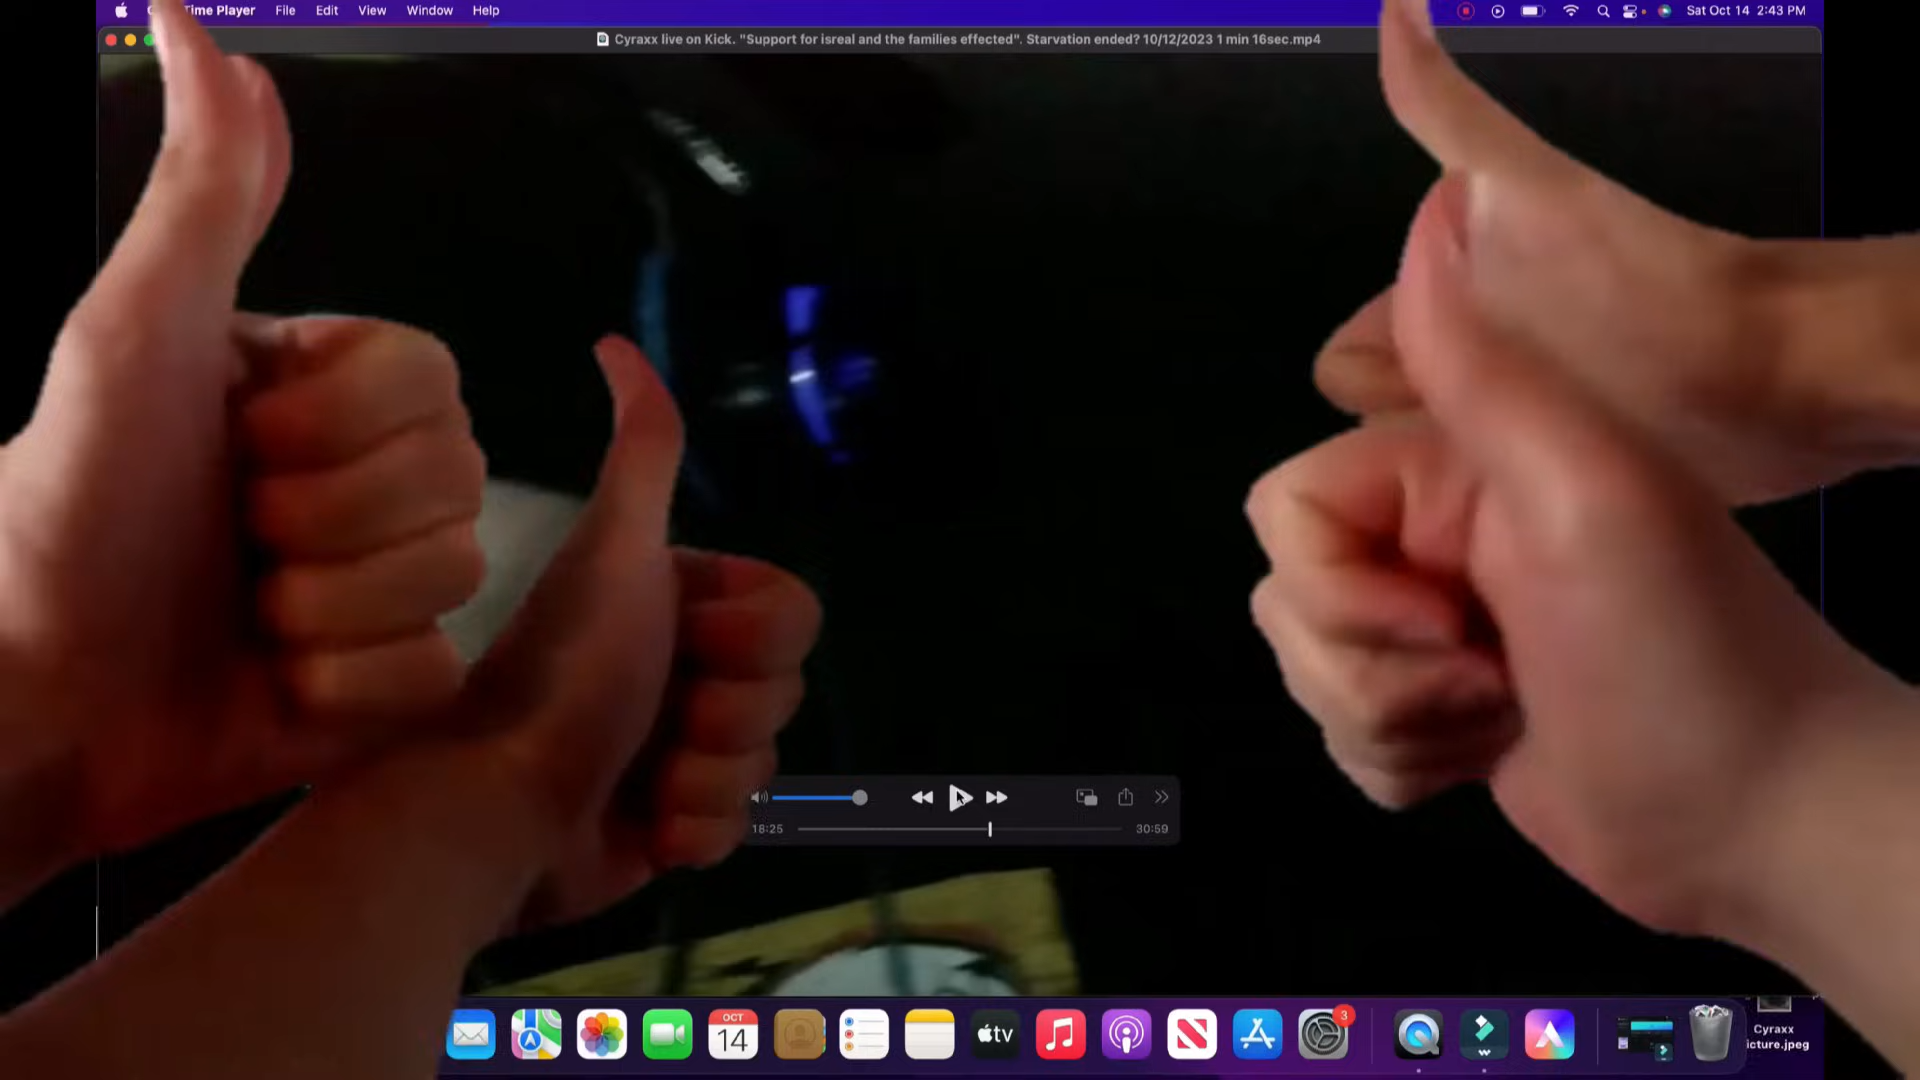 Time Player File Edit View Window Help
Sat Oct 14 2:43 PM
Cyraxx live on Kick. "Support for isreal and the families effected". Starvation ended? 10/12/2023 1 min 16sec.mp4
18:25
30:59
OCT
14
tv
3
Cyraxx
icture.jpeg